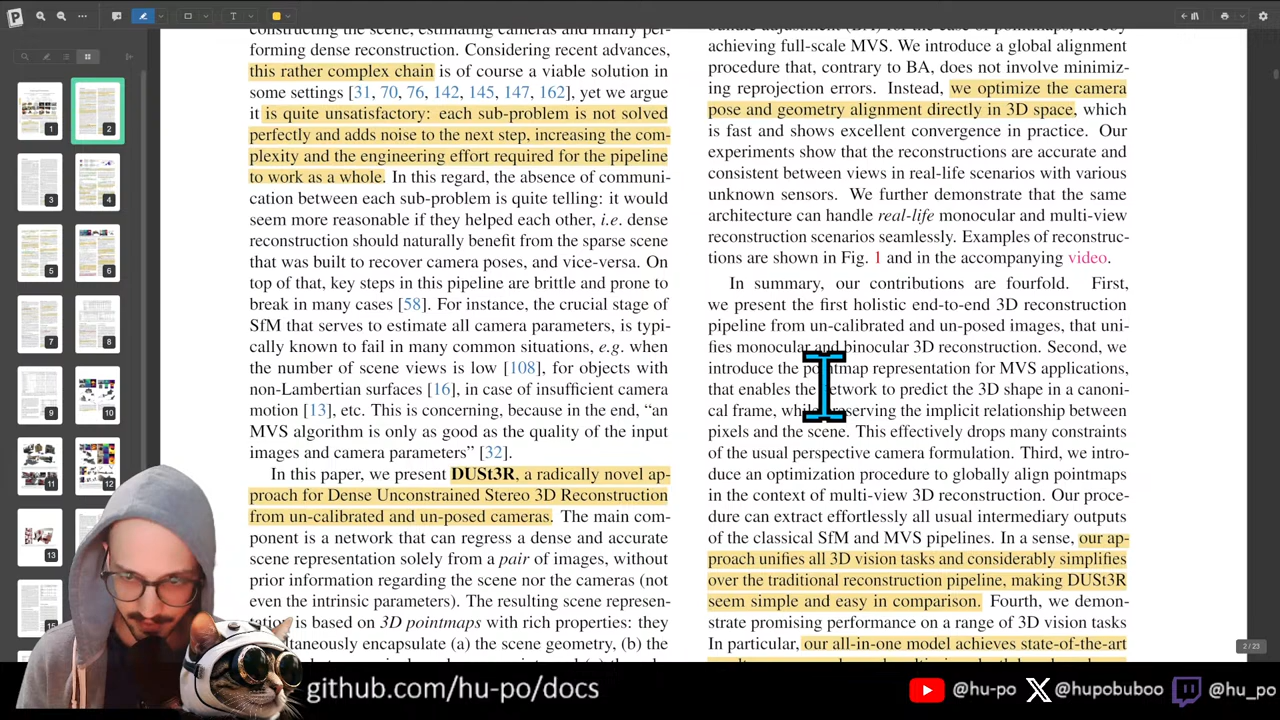 constructing the scene, estimating cameras and finally per-
forming dense reconstruction. Considering recent advances,
this rather complex chain is of course a viable solution in
some settings [31, 70, 76, 142, 145, 147, 162], yet we argue
it is quite unsatisfactory: each sub-problem is not solved
perfectly and adds noise to the next step, increasing the com-
plexity and the engineering effort required for the pipeline
to work as a whole. In this regard, the absence of communi-
cation between each sub-problem is quite telling: it would
seem more reasonable if they helped each other, i.e. dense
reconstruction should naturally benefit from the sparse scene
that was built to recover camera poses, and vice-versa. On
top of that, key steps in this pipeline are brittle and prone to
break in many cases [58]. For instance, the crucial stage of
SfM that serves to estimate all camera parameters, is typi-
cally known to fail in many common situations, e.g. when
the number of scene views is low [108], for objects with
non-Lambertian surfaces [16], in case of insufficient camera
motion [13], etc. This is concerning, because in the end, “an
MVS algorithm is only as good as the quality of the input
images and camera parameters” [32].
In this paper, we present DUSt3R, a radically novel ap-
proach for Dense Unconstrained Stereo 3D Reconstruction
from un-calibrated and un-posed cameras. The main com-
ponent is a network that can regress a dense and accurate
scene representation solely from a pair of images, without
prior information regarding the scene nor the cameras (not
even the intrinsic parameters). The resulting scene represen-
is based on 3D pointmaps with rich properties: they
(a) the scene geometry, (b) the
achieving full-scale MVS. We introduce a global alignment
procedure that, contrary to BA, does not involve minimiz-
ing reprojection errors. Instead, we optimize the camera
pose and geometry alignment directly in 3D space, which
is fast and shows excellent convergence in practice. Our
experiments show that the reconstructions are accurate and
consistent between views in real-life scenarios with various
unknown sensors. We further demonstrate that the same
architecture can handle real-life monocular and multi-view
reconstruction scenarios seamlessly. Examples of reconstruc-
tions are shown in Fig. 1 and in the accompanying video.
In summary, our contributions are fourfold. First,
we present the first holistic end-to-end 3D reconstruction
pipeline from un-calibrated and un-posed images, that uni-
fies monocular and binocular 3D reconstruction. Second, we
introduce the pointmap representation for MVS applications,
that enables the network to predict the 3D shape in a canoni-
cal frame, while preserving the implicit relationship between
pixels and the scene. This effectively drops many constraints
of the usual perspective camera formulation. Third, we intro-
duce an optimization procedure to globally align pointmaps
in the context of multi-view 3D reconstruction. Our proce-
dure can extract effortlessly all usual intermediary outputs
of the classical SfM and MVS pipelines. In a sense, our ap-
proach unifies all 3D vision tasks and considerably simplifies
over the traditional reconstruction pipeline, making DUSt3R
seem simple and easy in comparison. Fourth, we demon-
strate promising performance on a range of 3D vision tasks
In particular, our all-in-one model achieves state-of-the-art
1
2
3
4
5
6
7
8
9
10
11
12
13
2 / 23
github.com/hu-po/docs
@hu-po
@hupobuboo
@hu_po